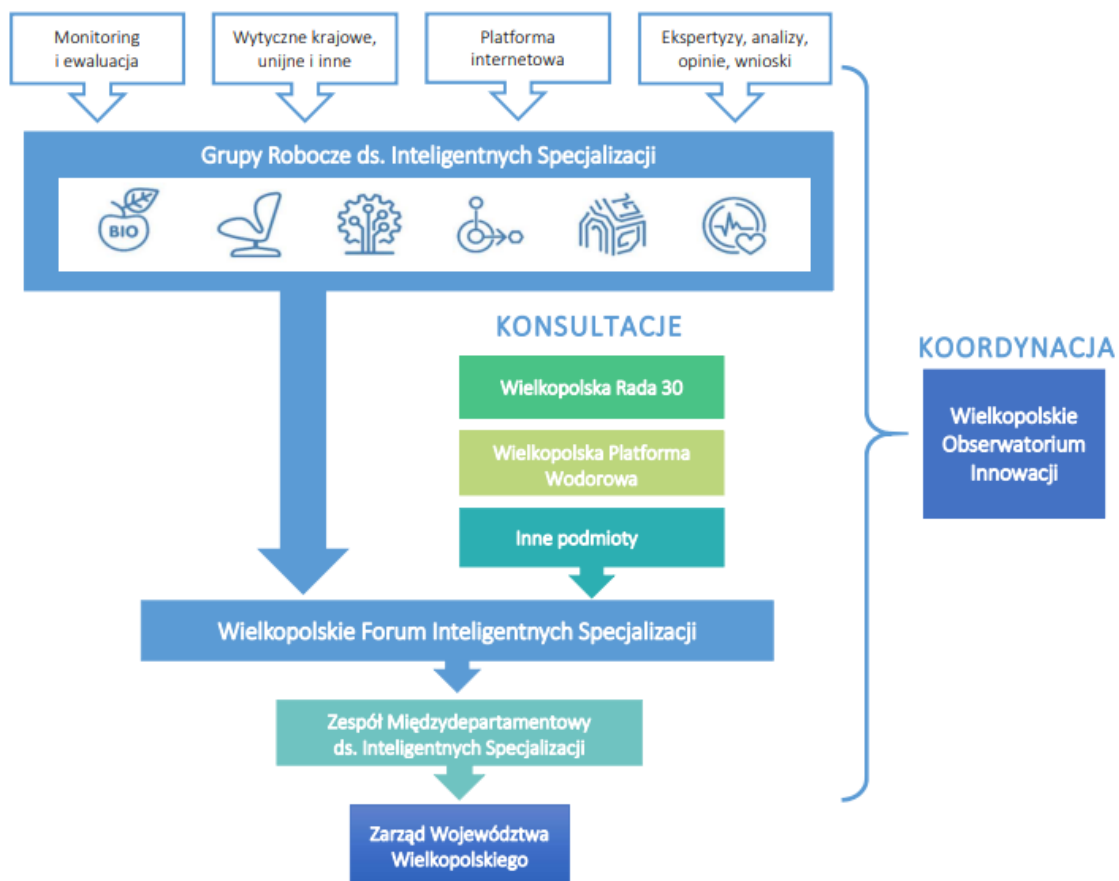 Monitoring
i ewaluacja
Wytyczne krajowe,
unijne i inne
Platforma
internetowa
Ekspertyzy, analizy,
opinie, wnioski
Grupy Robocze ds. Inteligentnych Specjalizacji
BIO
KONSULTACJE
Wielkopolska Rada 30
Wielkopolska Platforma
Wodorowa
Inne podmioty
KOORDYNACJA
Wielkopolskie
Obserwatorium
Innowacji
Wielkopolskie Forum Inteligentnych Specjalizacji
Zespół Międzydepartamentowy
ds. Inteligentnych Specjalizacji
Zarząd Województwa
Wielkopolskiego